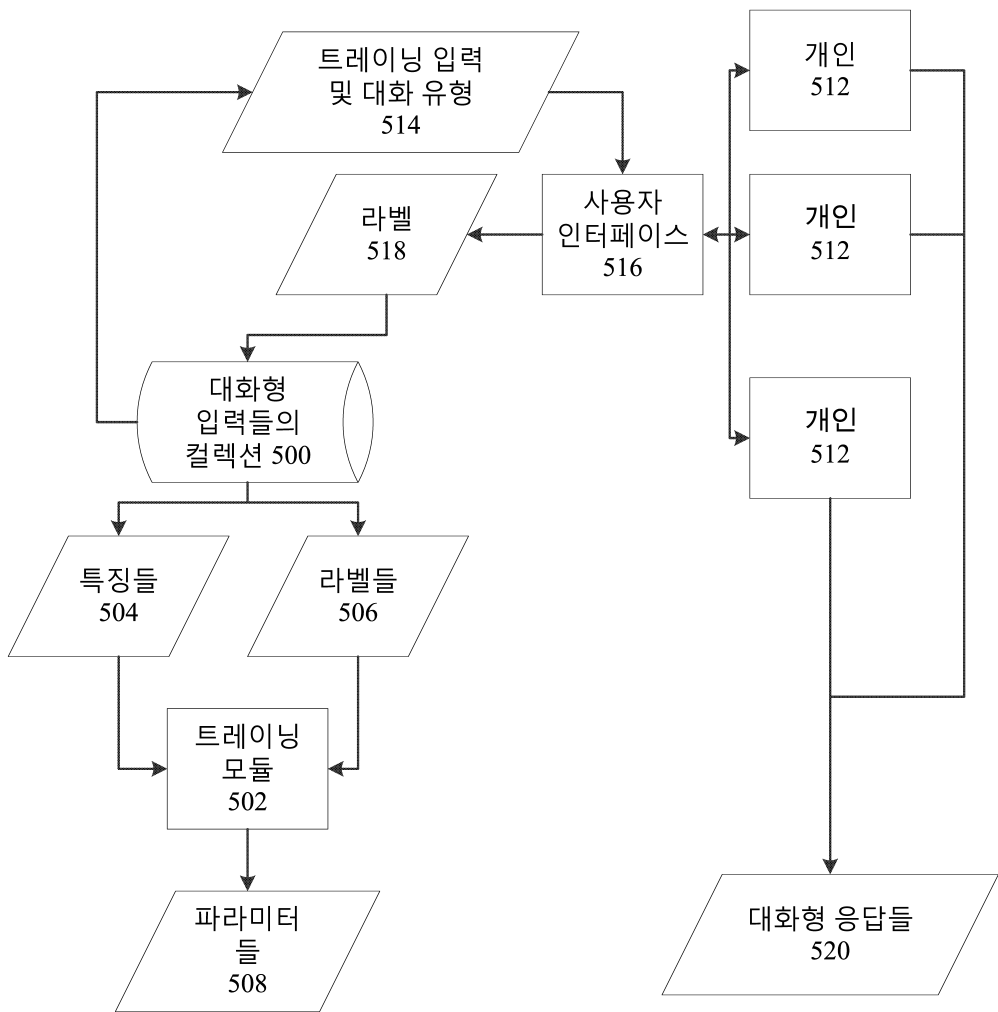 트레이닝 입력
및 대화 유형
514
개인
512
라벨
518
사용자
인터페이스
516
개인
512
대화형
입력들의
컬렉션 500
개인
512
특징들
504
라벨들
506
트레이닝
모듈
502
파라미터
들
508
대화형 응답들
520